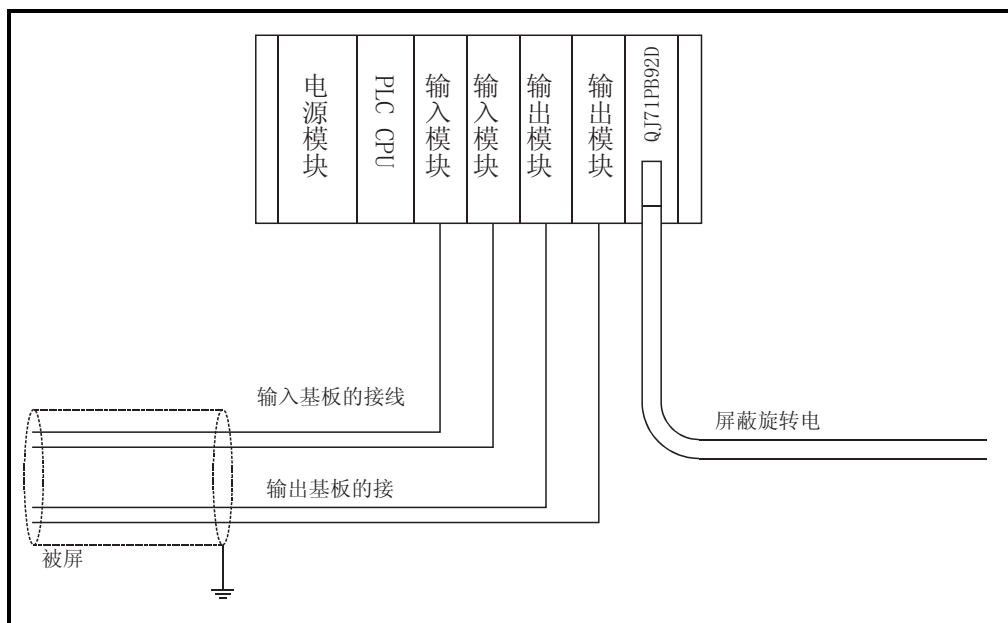 电源模块
PLC CPU
输入模块
输入模块
输出模块
输出模块
QJ71PB92D
输入基板的接线
屏蔽旋转电
输出基板的接
被屏